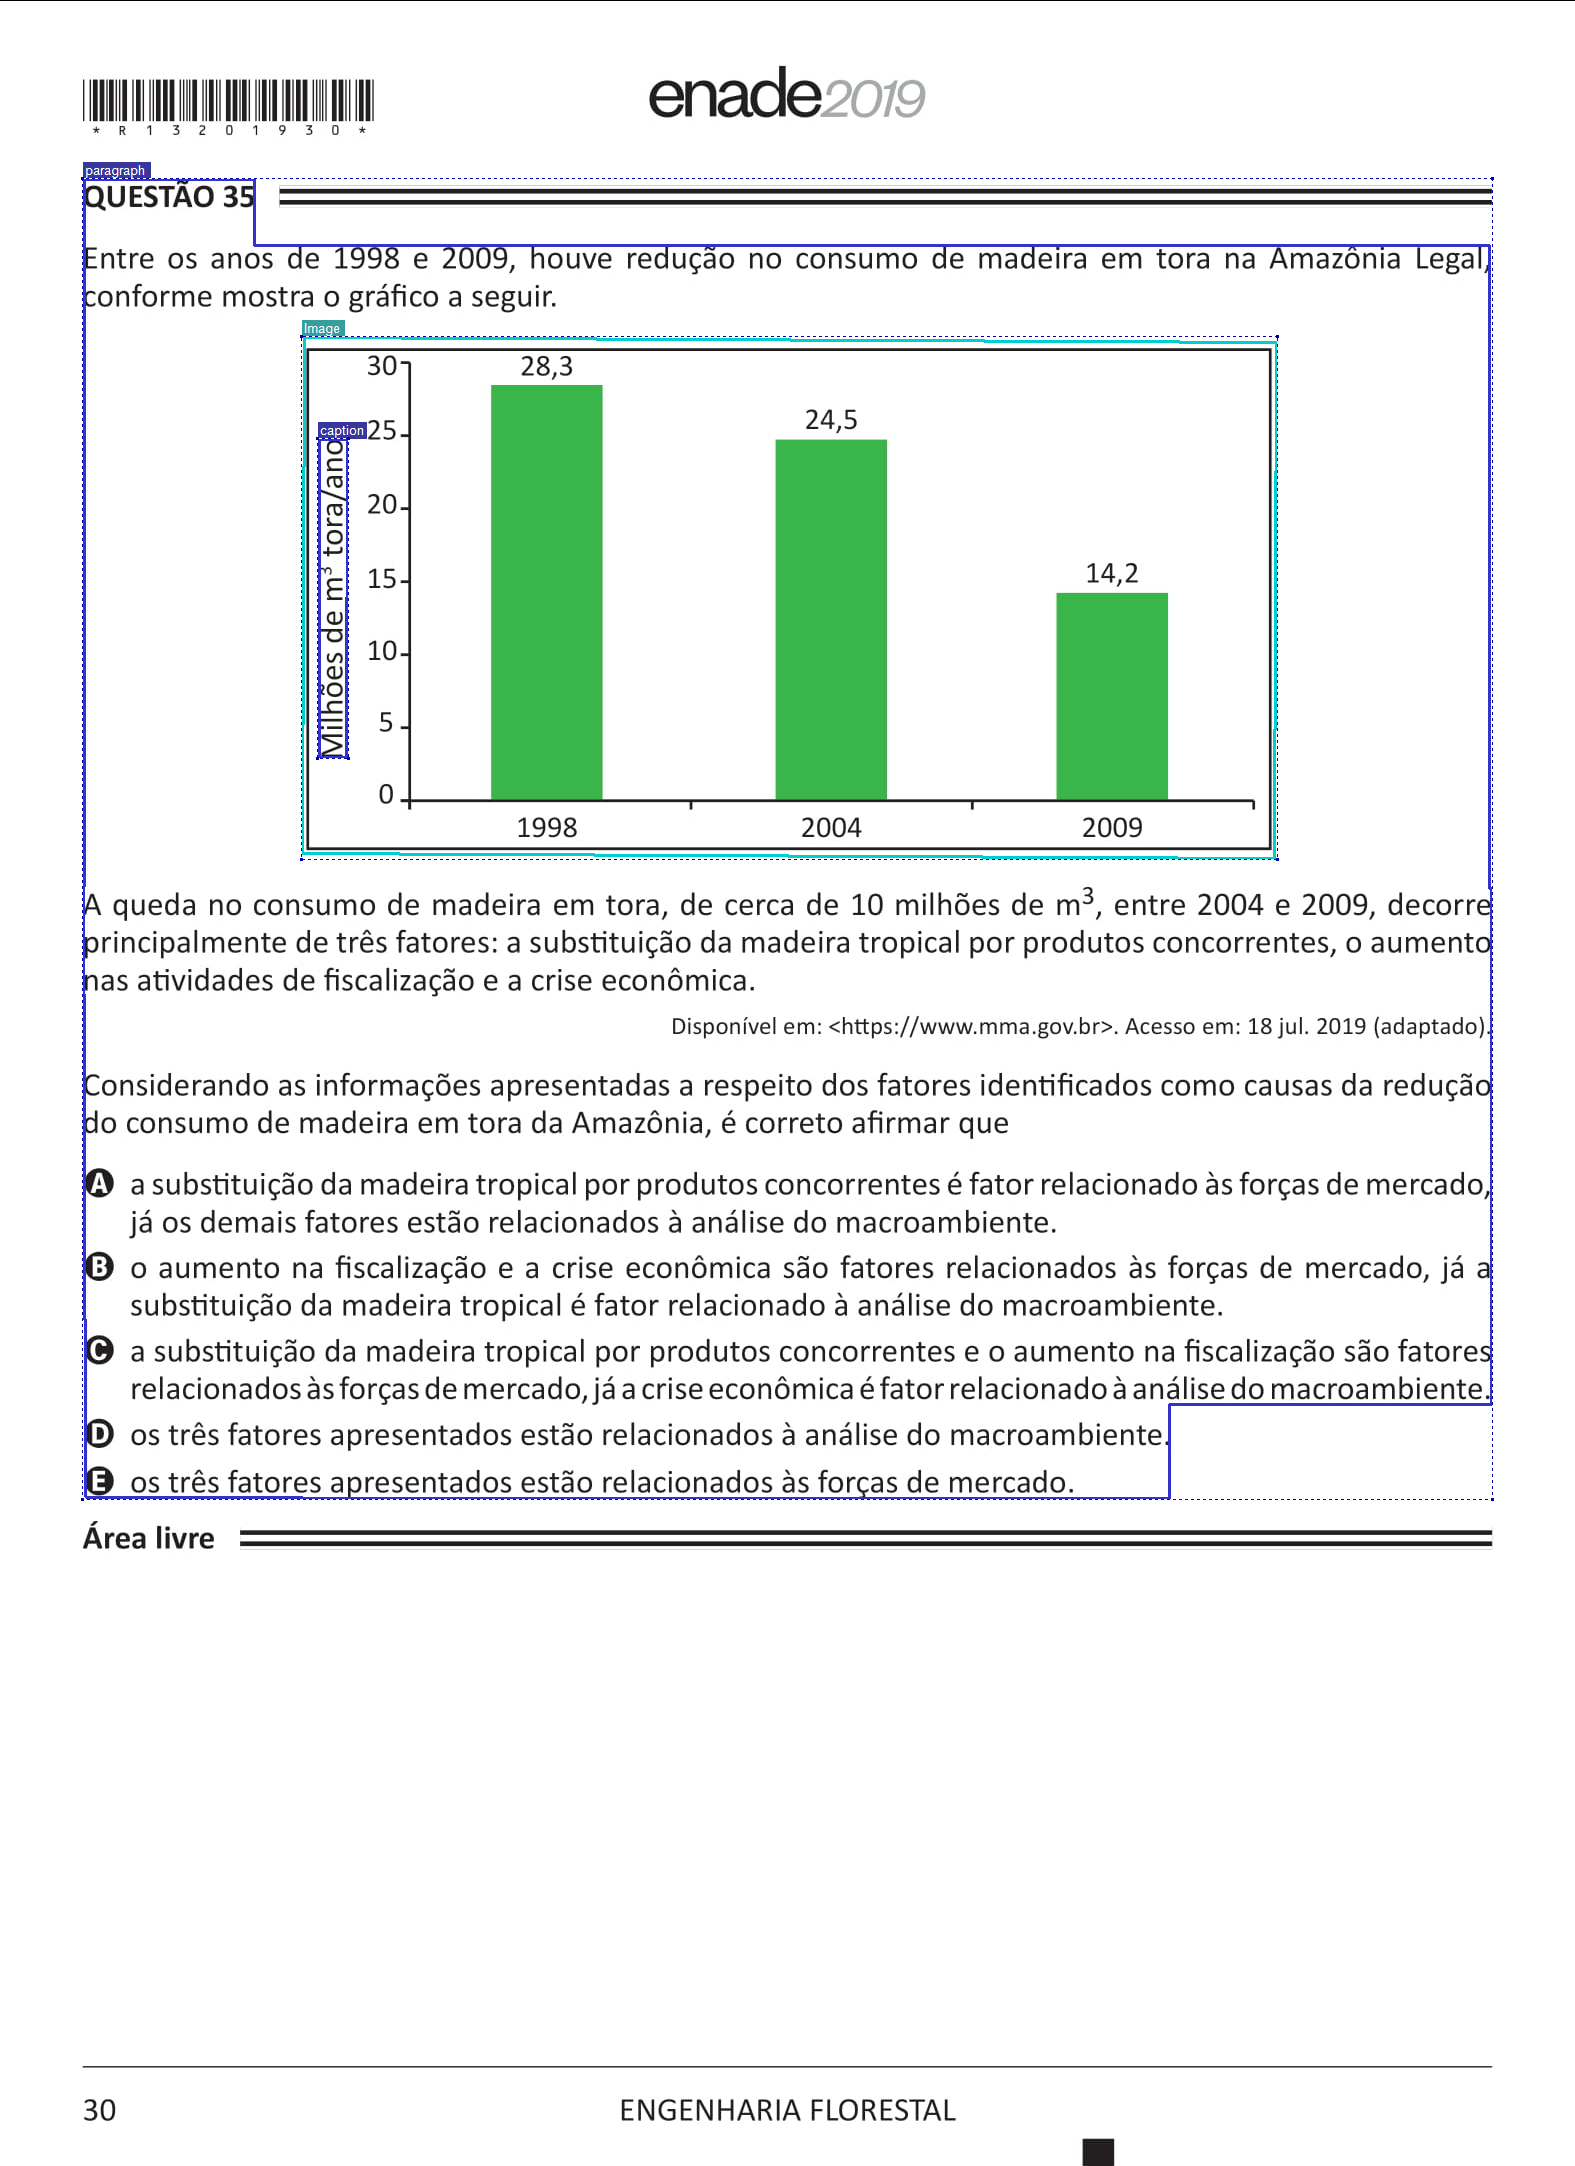 *R13201930*
enade2019
paragraph
QUESTÃO 35
Entre os anos de 1998 e 2009, houve redução no consumo de madeira em tora na Amazônia Legal,
conforme mostra o gráfico a seguir.
Image
caption
Milhões de m³ tora/ano
30
25
20
15
10
5
0
28,3
24,5
14,2
1998
2004
2009
A queda no consumo de madeira em tora, de cerca de 10 milhões de m³, entre 2004 e 2009, decorre
principalmente de três fatores: a substituição da madeira tropical por produtos concorrentes, o aumento
nas atividades de fiscalização e a crise econômica.
Disponível em: <https://www.mma.gov.br>. Acesso em: 18 jul. 2019 (adaptado).
Considerando as informações apresentadas a respeito dos fatores identificados como causas da redução
do consumo de madeira em tora da Amazônia, é correto afirmar que
A a substituição da madeira tropical por produtos concorrentes é fator relacionado às forças de mercado,
já os demais fatores estão relacionados à análise do macroambiente.
B o aumento na fiscalização e a crise econômica são fatores relacionados às forças de mercado, já a
substituição da madeira tropical é fator relacionado à análise do macroambiente.
C a substituição da madeira tropical por produtos concorrentes e o aumento na fiscalização são fatores
relacionados às forças de mercado, já a crise econômica é fator relacionado à análise do macroambiente.
D os três fatores apresentados estão relacionados à análise do macroambiente.
E os três fatores apresentados estão relacionados às forças de mercado.
Área livre
30
ENGENHARIA FLORESTAL